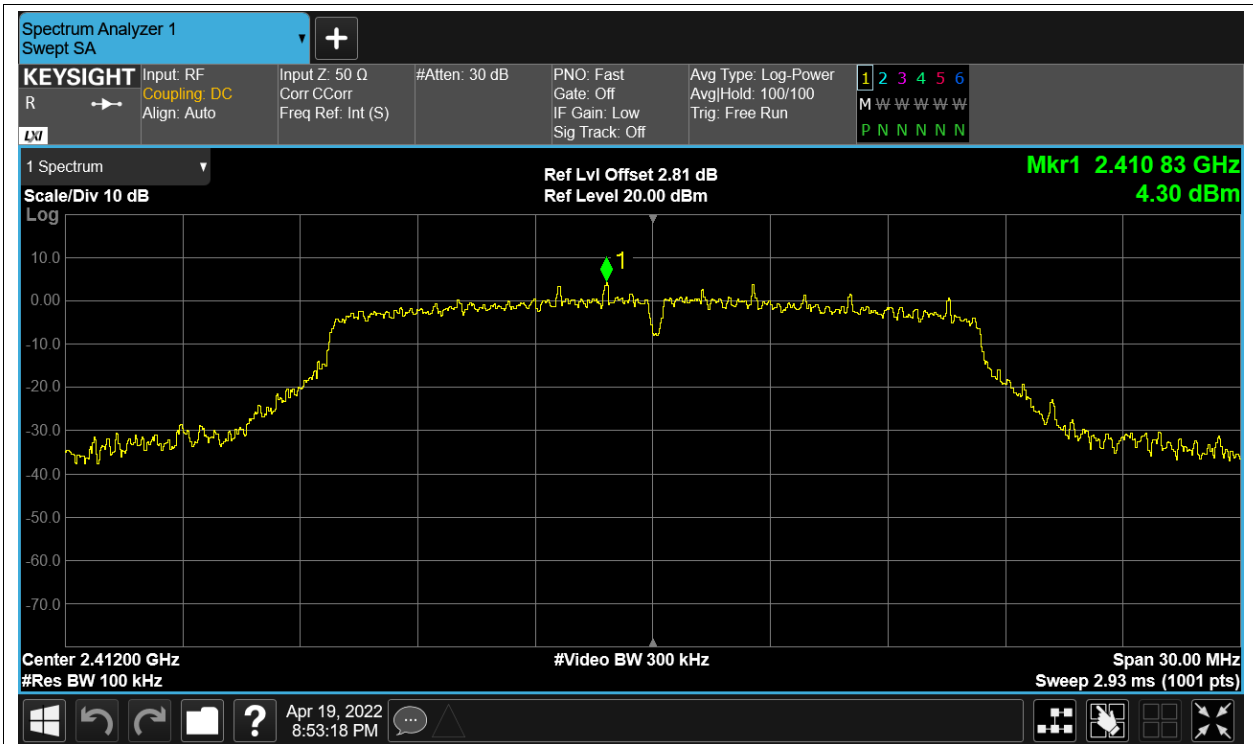 Spectrum Analyzer 1
Swept SA
KEYSIGHT
R
LXI
Input: RF
Coupling: DC
Align: Auto
Input Z: 50 Ω
Corr CCorr
Freq Ref: Int (S)
#Atten: 30 dB
PNO: Fast
Gate: Off
IF Gain: Low
Sig Track: Off
Avg Type: Log-Power
Avg|Hold: 100/100
Trig: Free Run
1 2 3 4 5 6
M W W W W W
P N N N N N
1 Spectrum
Scale/Div 10 dB
Ref Lvl Offset 2.81 dB
Ref Level 20.00 dBm
Mkr1 2.410 83 GHz
4.30 dBm
Log
1
10.0
0.00
-10.0
-20.0
-30.0
-40.0
-50.0
-60.0
-70.0
Center 2.41200 GHz
#Res BW 100 kHz
#Video BW 300 kHz
Span 30.00 MHz
Sweep 2.93 ms (1001 pts)
?
Apr 19, 2022
8:53:18 PM